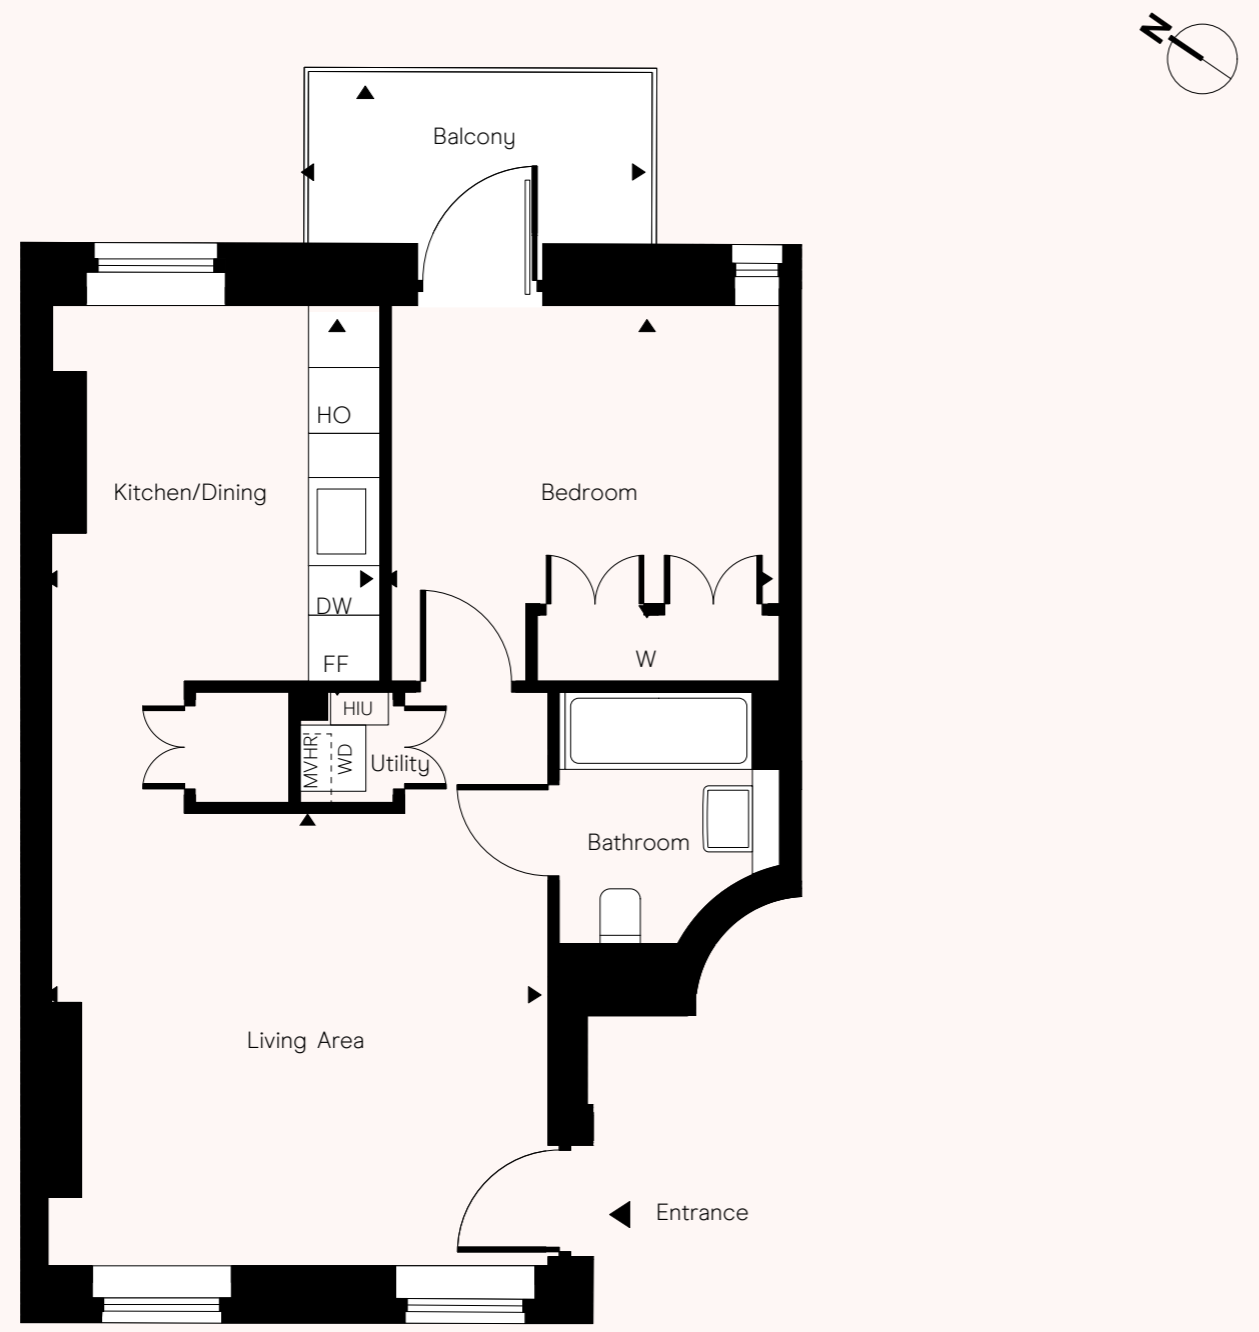 N
Balcony
HO
Kitchen/Dining
Bedroom
DW
FF
W
HIU
MVHR
WD
Utility
Bathroom
Living Area
Entrance